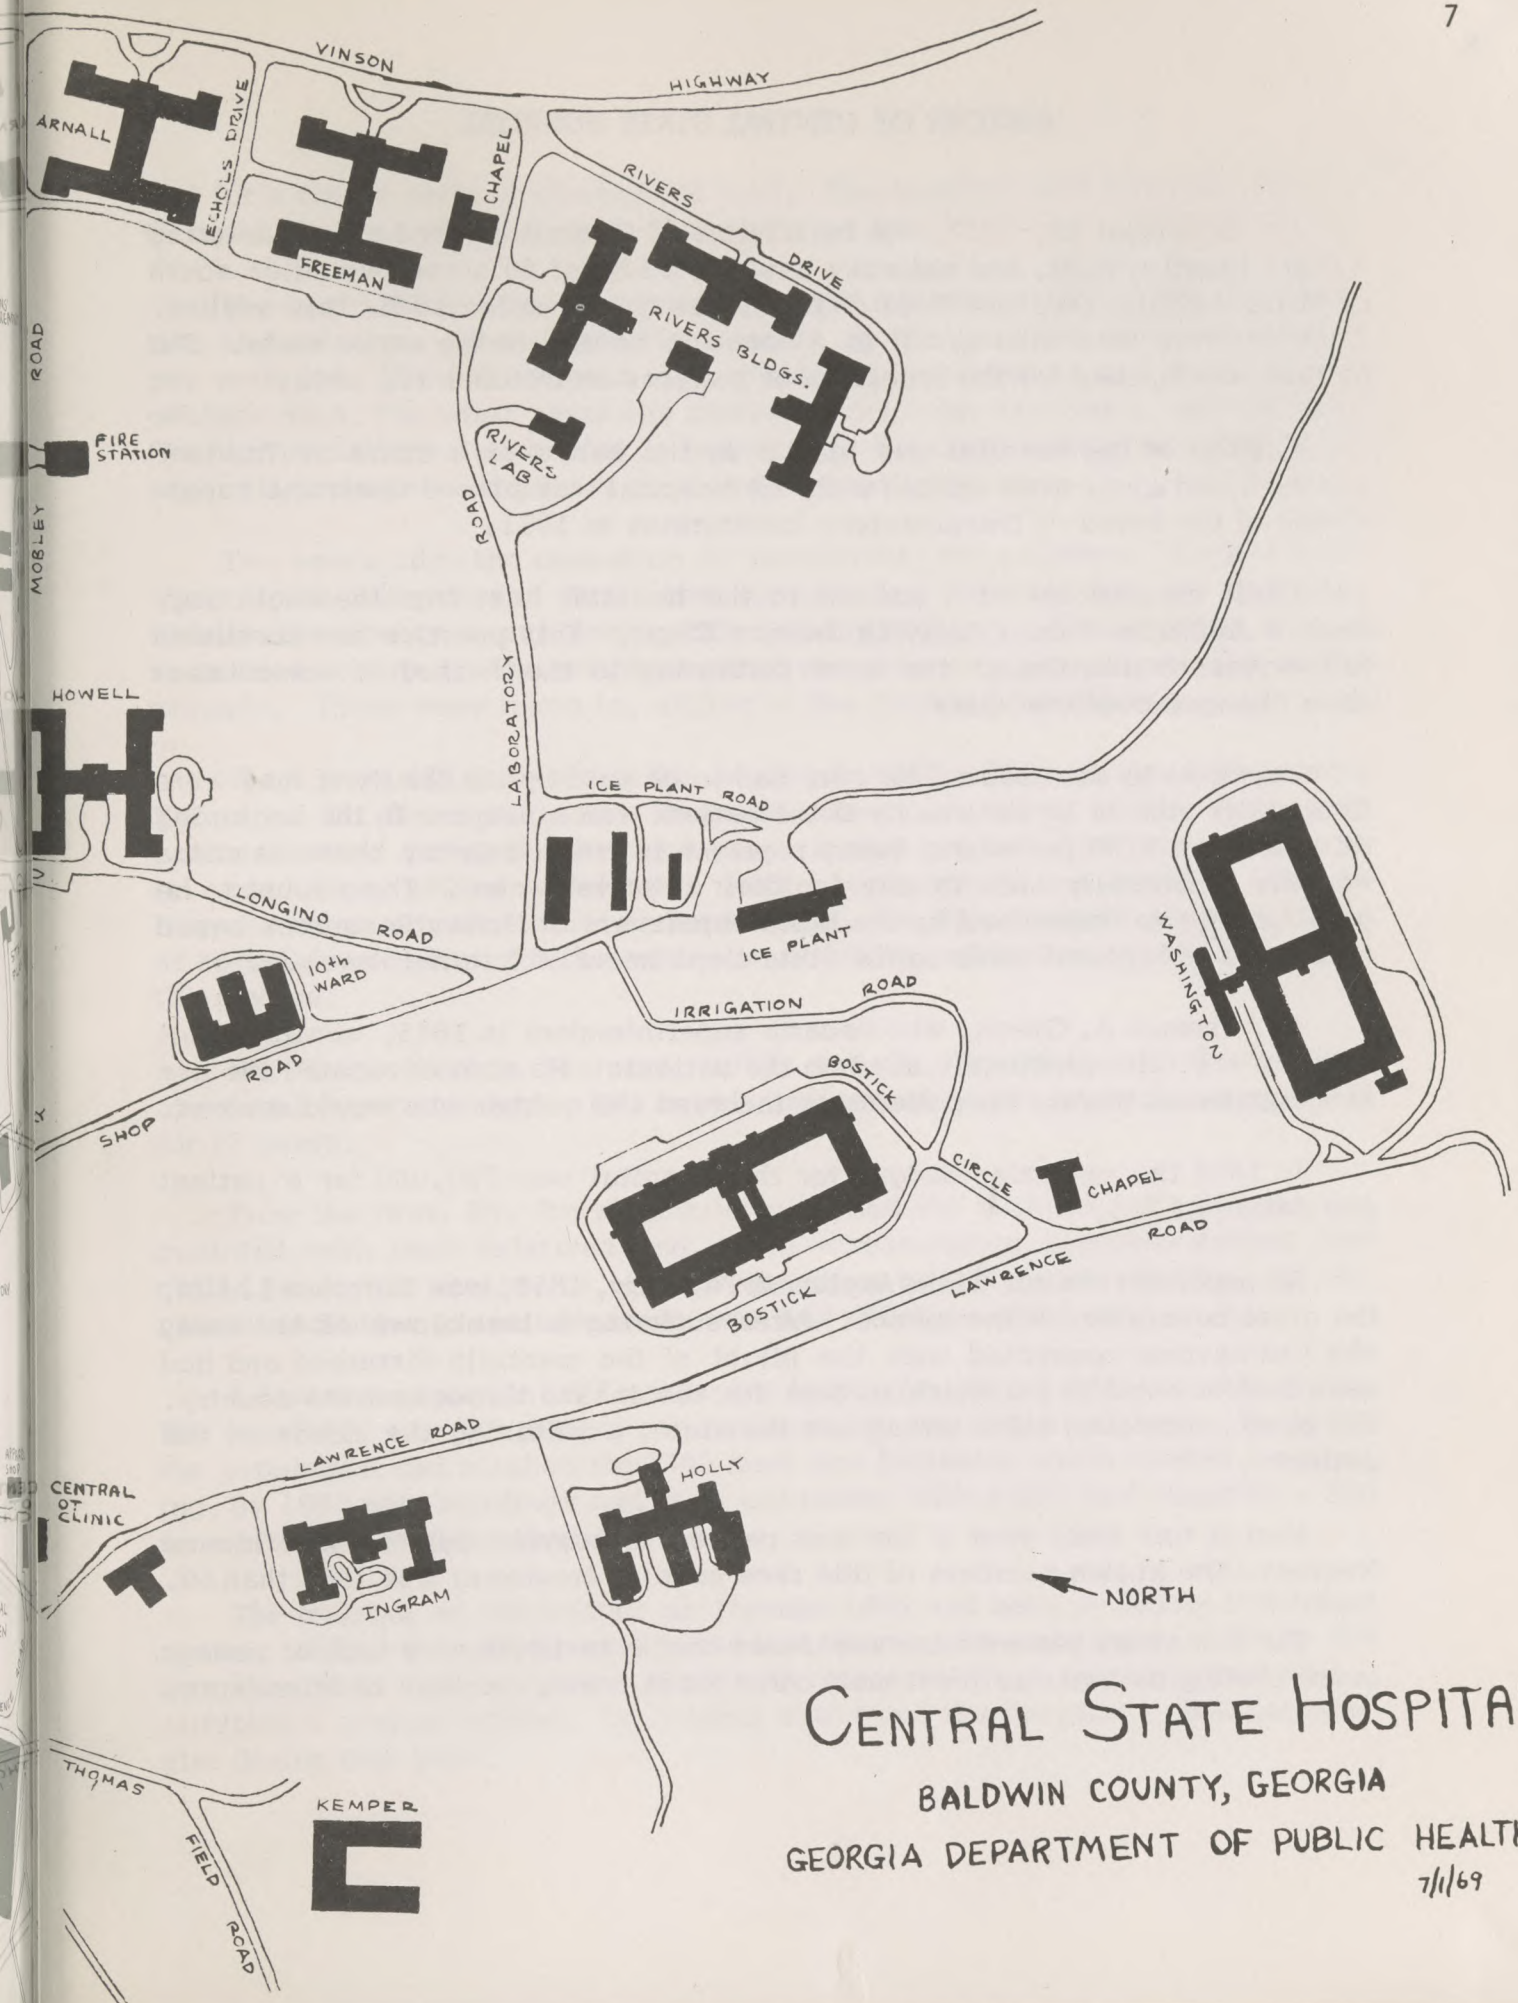 7
VINSON
HIGHWAY
ARNALL
ECHOLS DRIVE
CHAPEL
FREEMAN
RIVERS
DRIVE
RIVERS BLDGS.
RIVERS
LAB
ROAD
FIRE
STATION
MOBLEY
ROAD
LABORATORY
HOWELL
ICE PLANT ROAD
ICE PLANT
LONGINO
ROAD
10th
WARD
ROAD
SHOP
IRRIGATION
ROAD
WASHINGTON
BOSTICK
CIRCLE
CHAPEL
ROAD
LAWRENCE
BOSTICK
LAWRENCE ROAD
HOLLY
CENTRAL
OT
CLINIC
INGRAM
NORTH
THOMAS
FIELD
ROAD
KEMPER
CENTRAL STATE HOSPITA
BALDWIN COUNTY, GEORGIA
GEORGIA DEPARTMENT OF PUBLIC HEALTH
7/1/69